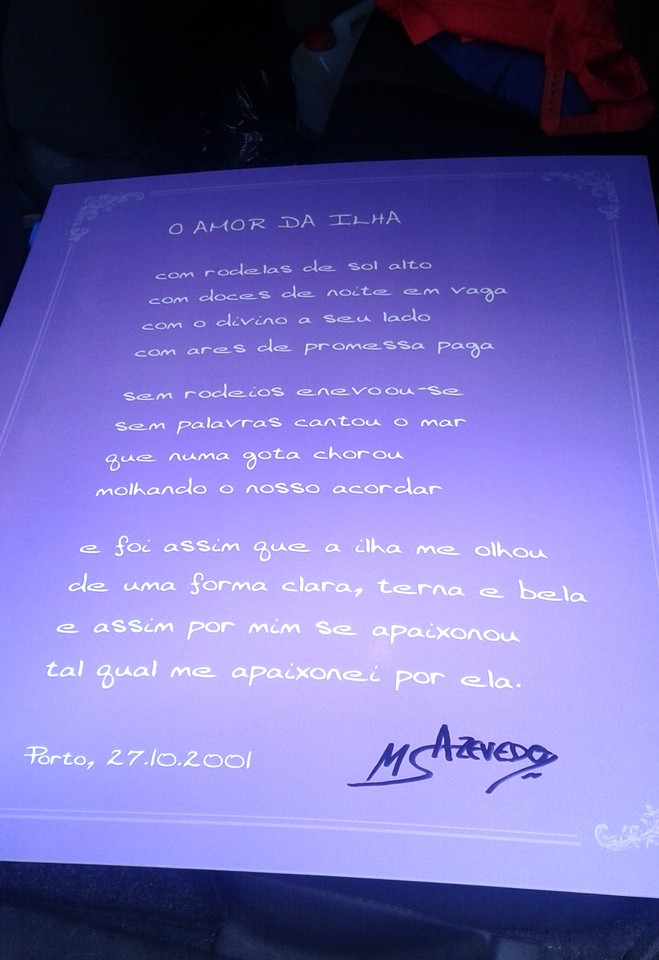 O AMOR DA ILHA
com rodelas de sol alto
com doces de noite em vaga
com o divino a seu lado
com ares de promessa paga
sem rodeios enevoou-se
sem palavras cantou o mar
que numa gota chorou
molhando o nosso acordar
e foi assim que a ilha me olhou
de uma forma clara, terna e bela
e assim por mim se apaixonou
tal qual me apaixonei por ela.
Porto, 27.10.2001
MSAZEVEDO